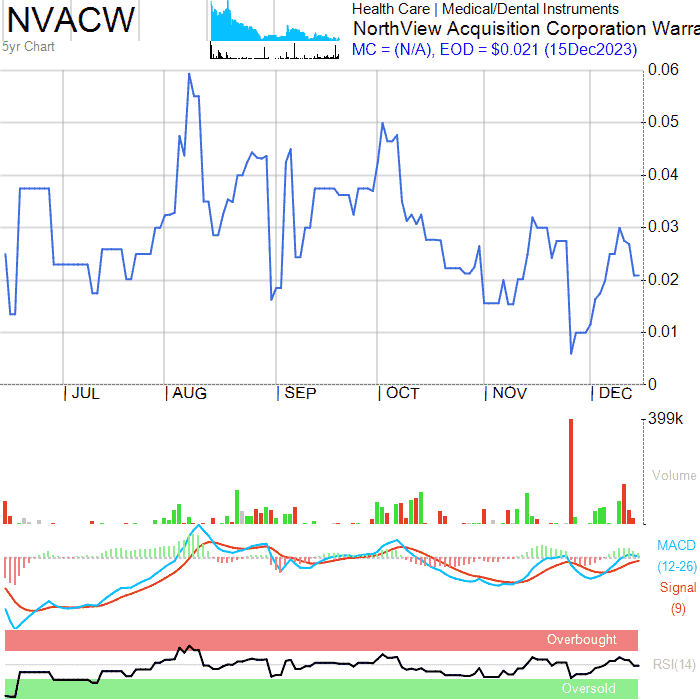 NVACW
5yr Chart
Health Care | Medical/Dental Instruments
NorthView Acquisition Corporation Warra
MC = (N/A), EOD = $0.021 (15Dec2023)
0.06
0.05
0.04
0.03
0.02
0.01
0
JUL AUG SEP OCT NOV DEC
399k
Volume
MACD
(12-26)
Signal
(9)
Overbought
RSI(14)
Oversold